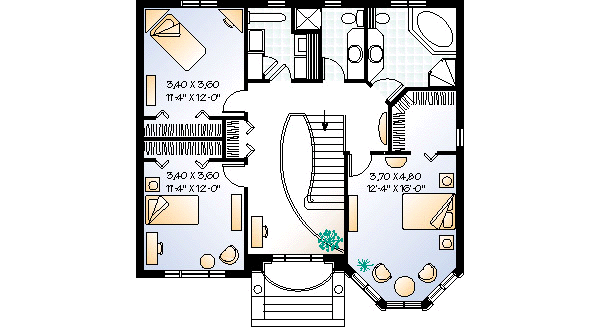 3,40 X 3,60
11'-4" X 12'-0"
3,40 X 3,60
11'-4" X 12'-0"
3,70 X 4,80
12'-4" X 16'-0"